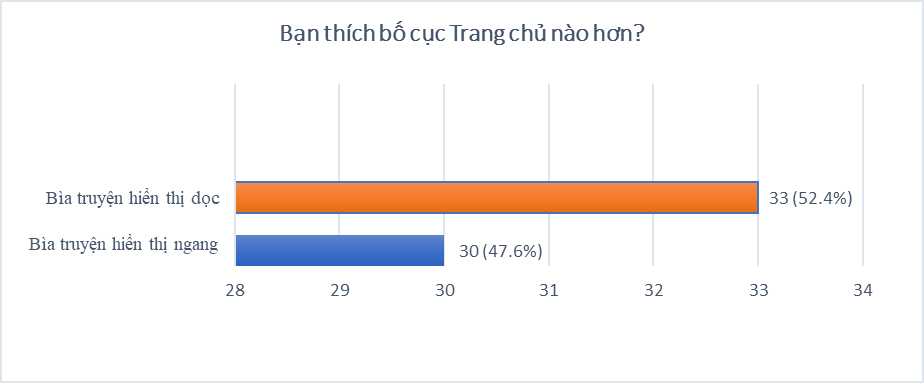 Bạn thích bố cục Trang chủ nào hơn?
Bìa truyện hiển thị dọc 33 (52.4%)
Bìa truyện hiển thị ngang 30 (47.6%)
28 29 30 31 32 33 34